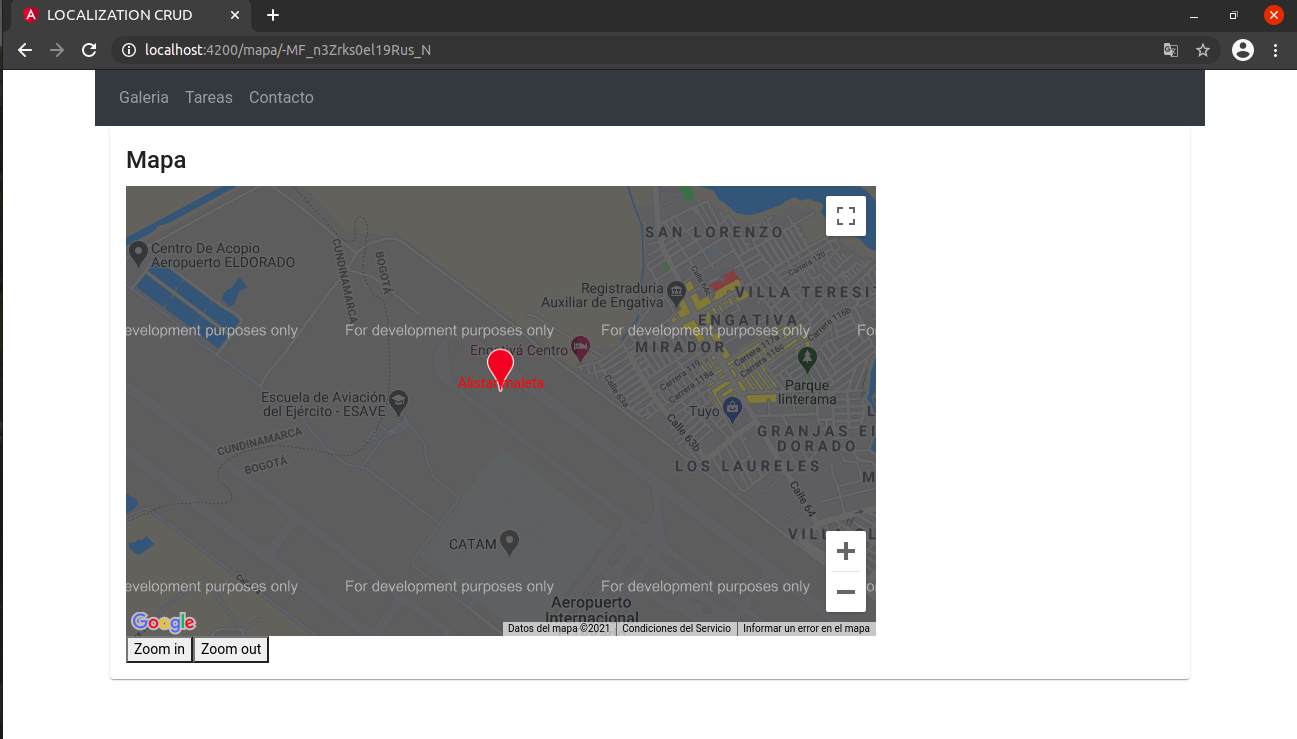 LOCALIZATION CRUD
localhost:4200/mapa/-MF_n3Zrks0el19Rus_N
Galeria Tareas Contacto
Mapa
SAN LORENZO
Centro De Acopio
Aeropuerto ELDORADO
CUNDINAMARCA
BOGOTÁ
Calle 64c
Carrera 120
Registraduria
Auxiliar de Engativa
VILLA TERESIT
ENGATIVA
Carrera 116b
evelopment purposes only
For development purposes only
For development purposes only
For
MIRADOR
Carrera 117a
Carrera 116c
Engativá Centro
Alistar maleta
Carrera 119
Carrera 118a
Parque
linterama
Escuela de Aviación
del Ejército - ESAVE
Calle 63a
Tuyo
Calle 63b
GRANJAS EL
DORADO
CUNDINAMARCA
BOGOTÁ
LOS LAURELES
Calle 64
CATAM
evelopment purposes only
For development purposes only
For development purposes only
Aeropuerto
Internacional
Google
Datos del mapa ©2021
Condiciones del Servicio
Informar un error en el mapa
Zoom in Zoom out